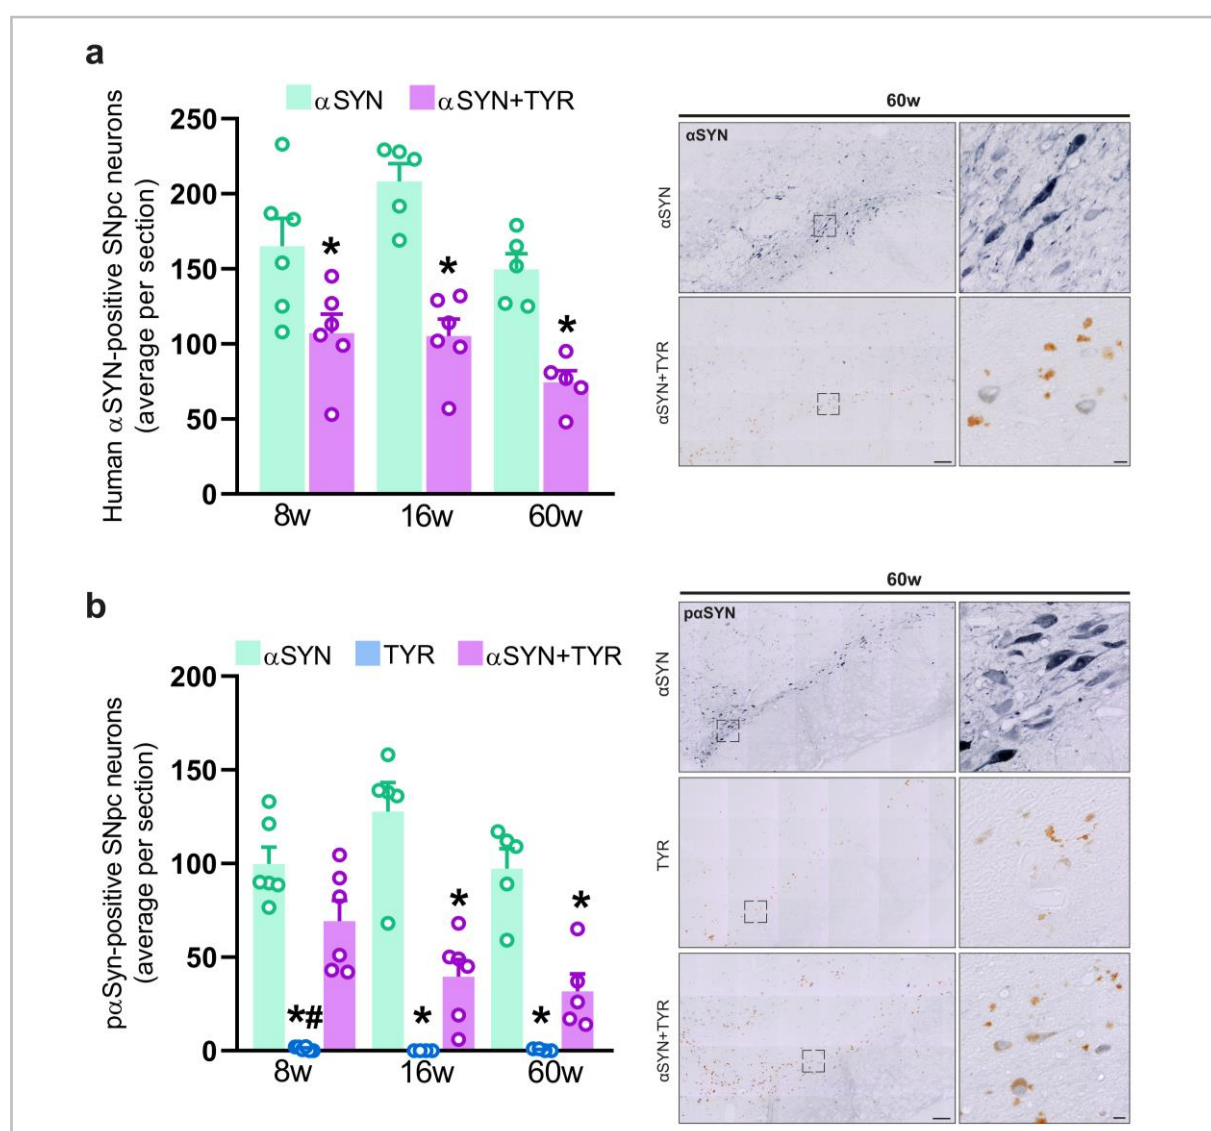 a
αSYN
αSYN+TYR
Human αSYN-positive SNpc neurons
(average per section)
250
200
150
100
50
0
*
*
*
8w
16w
60w
60w
αSYN
αSYN
αSYN+TYR
b
αSYN
TYR
αSYN+TYR
pαSyn-positive SNpc neurons
(average per section)
200
150
100
50
0
*#
*
*
*
*
8w
16w
60w
60w
pαSYN
αSYN
TYR
αSYN+TYR